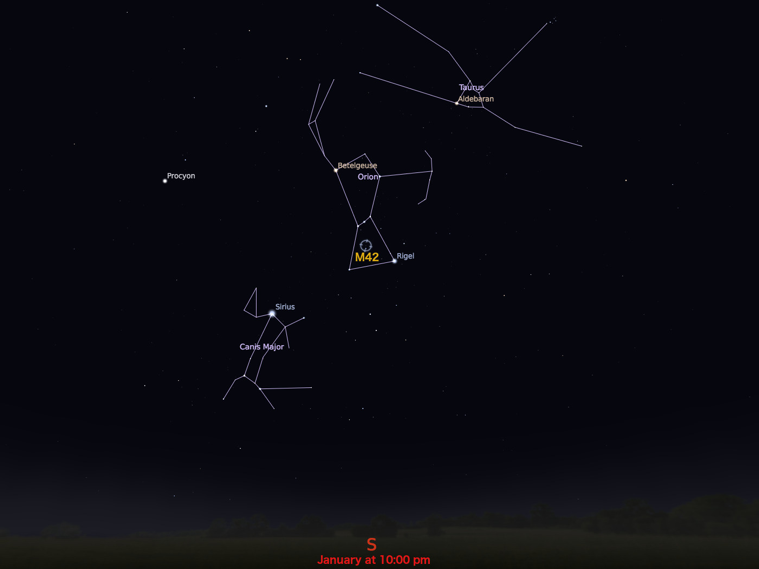 Taurus
Aldebaran
Betelgeuse
Orion
Procyon
M42
Rigel
Sirius
Canis Major
S
January at 10:00 pm